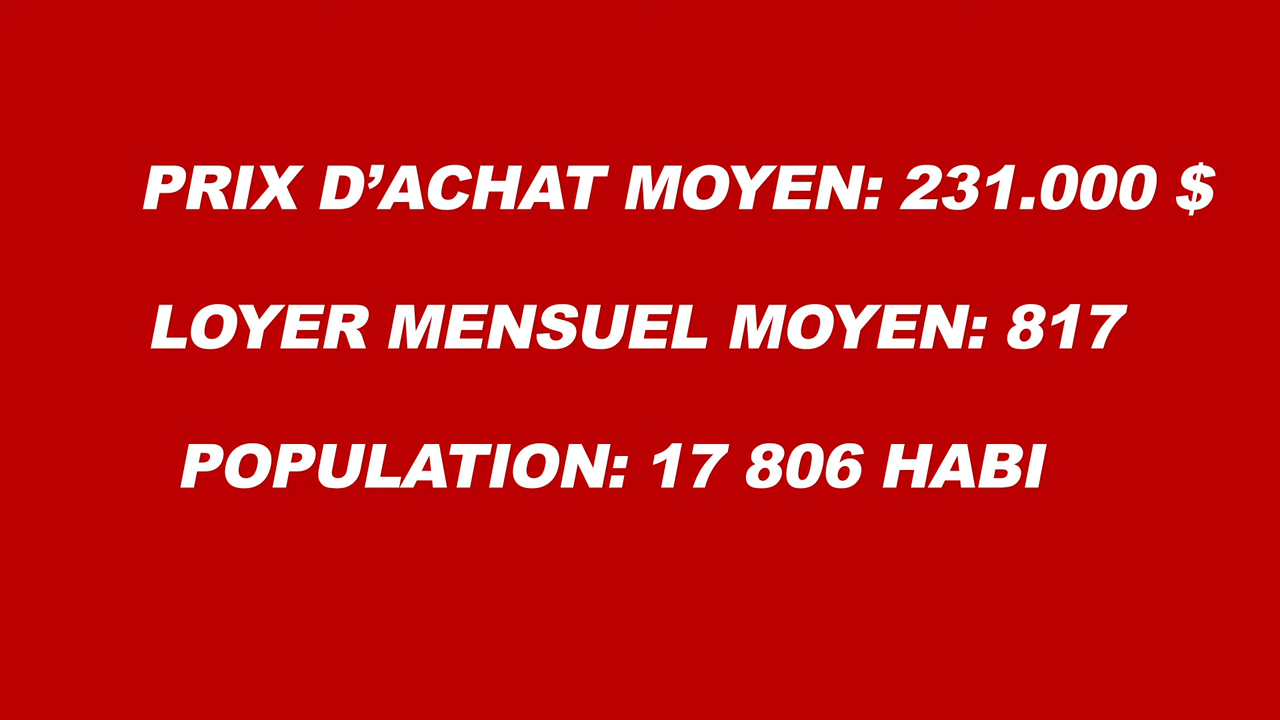 PRIX D’ACHAT MOYEN: 231.000 $
LOYER MENSUEL MOYEN: 817
POPULATION: 17 806 HABI